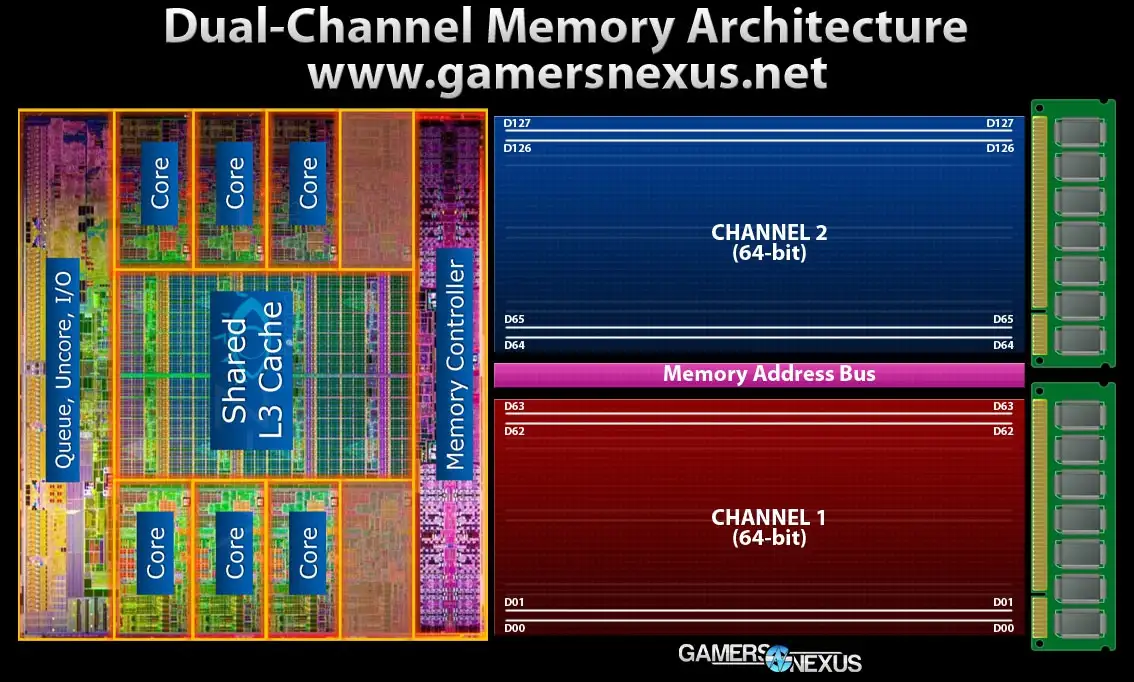 Dual-Channel Memory Architecture
www.gamersnexus.net
Queue, Uncore, I/O
Core
Core
Core
Shared
L3 Cache
Core
Core
Core
Memory Controller
D127 D127
D126 D126
CHANNEL 2
(64-bit)
D65 D65
D64 D64
Memory Address Bus
D63 D63
D62 D62
CHANNEL 1
(64-bit)
D01 D01
D00 D00
GAMERS NEXUS